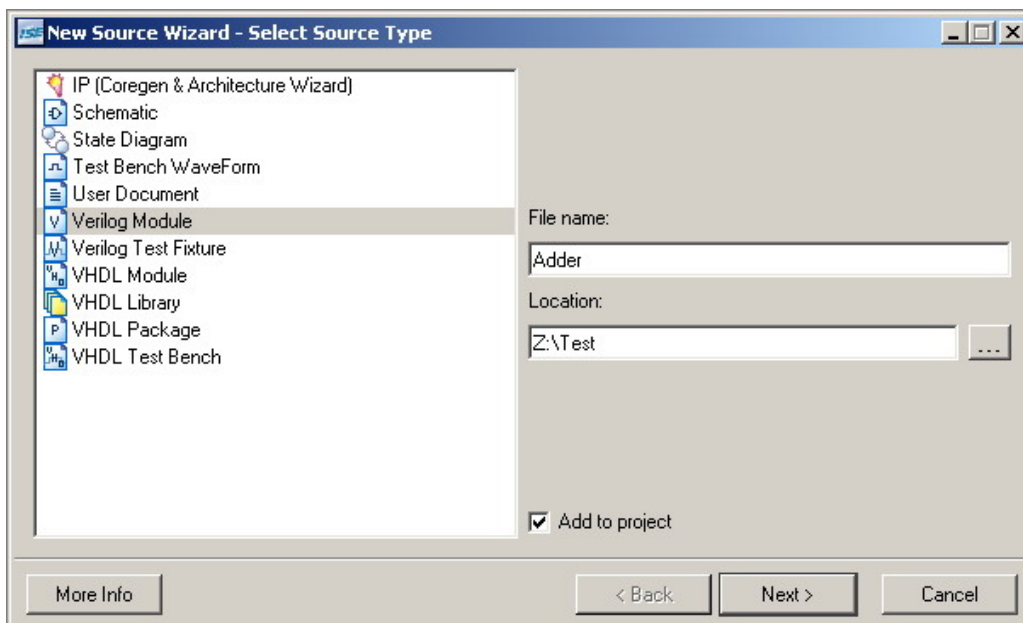 ISE New Source Wizard - Select Source Type
IP (Coregen & Architecture Wizard)
Schematic
State Diagram
Test Bench WaveForm
User Document
Verilog Module
Verilog Test Fixture
VHDL Module
VHDL Library
VHDL Package
VHDL Test Bench
File name:
Adder
Location:
Z:\Test
...
Add to project
More Info
< Back
Next >
Cancel